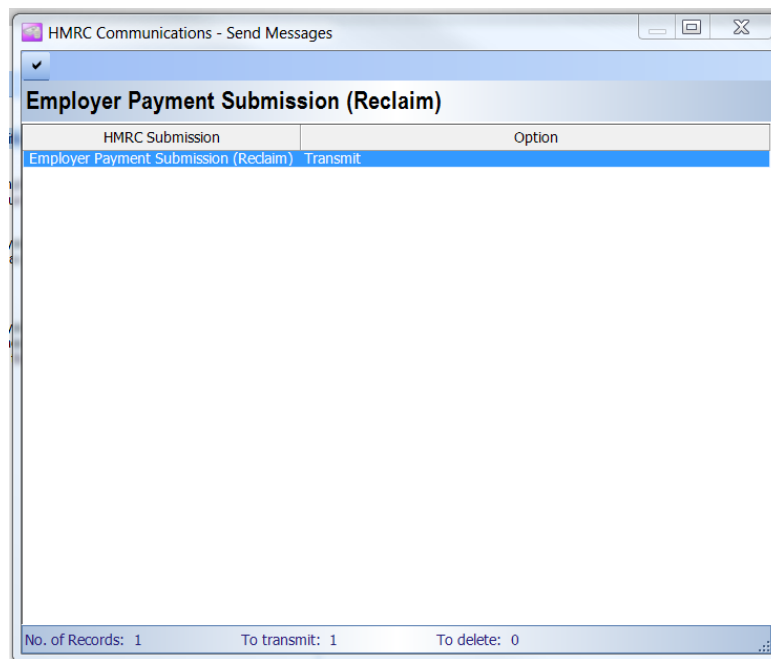 HMRC Communications - Send Messages
Employer Payment Submission (Reclaim)
HMRC Submission Option
Employer Payment Submission (Reclaim) Transmit
No. of Records: 1 To transmit: 1 To delete: 0